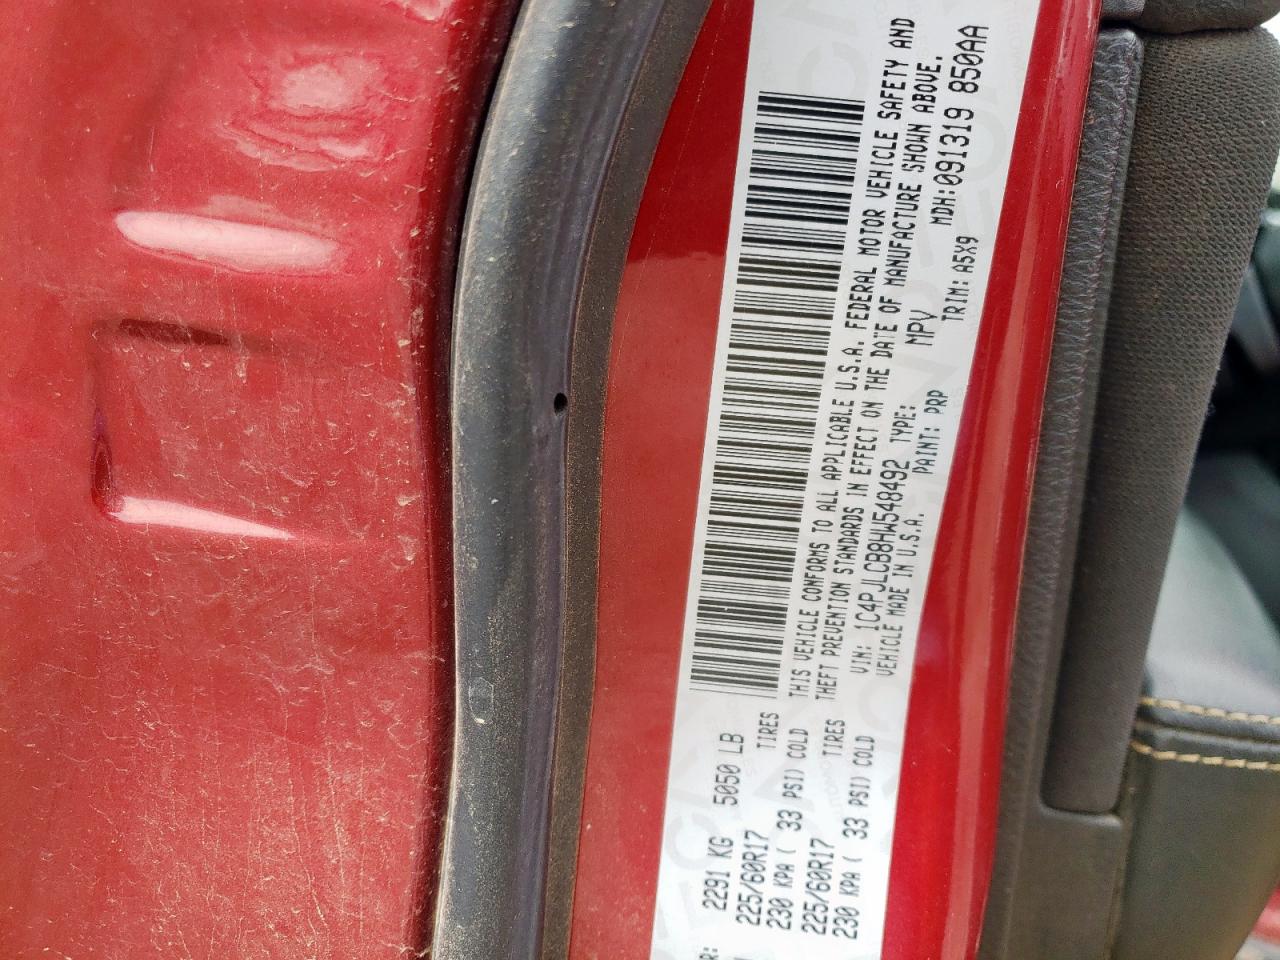 R: 2291 KG 5050 LB
225/60R17 TIRES
230 KPA ( 33 PSI) COLD
225/60R17 TIRES
230 KPA ( 33 PSI) COLD
THIS VEHICLE CONFORMS TO ALL APPLICABLE U.S.A. FEDERAL MOTOR VEHICLE SAFETY AND
THEFT PREVENTION STANDARDS IN EFFECT ON THE DATE OF MANUFACTURE SHOWN ABOVE.
VIN: 1C4PJLCB8HW548492 TYPE: MPV MDH:091319 850AA
VEHICLE MADE IN U.S.A. PAINT: PRP TRIM: A5X9